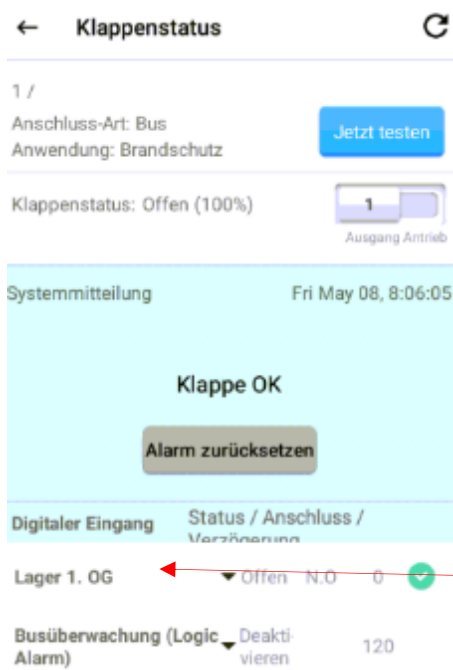 Klappenstatus
1 /
Anschluss-Art: Bus
Anwendung: Brandschutz
Jetzt testen
Klappenstatus: Offen (100%)
1
Ausgang Antrieb
Systemmitteilung Fri May 08, 8:06:05
Klappe OK
Alarm zurücksetzen
Digitaler Eingang Status / Anschluss /
Verzögerung
Lager 1. OG Offen N.O 0
Busüberwachung (Logic Deakti- 120
Alarm) vieren